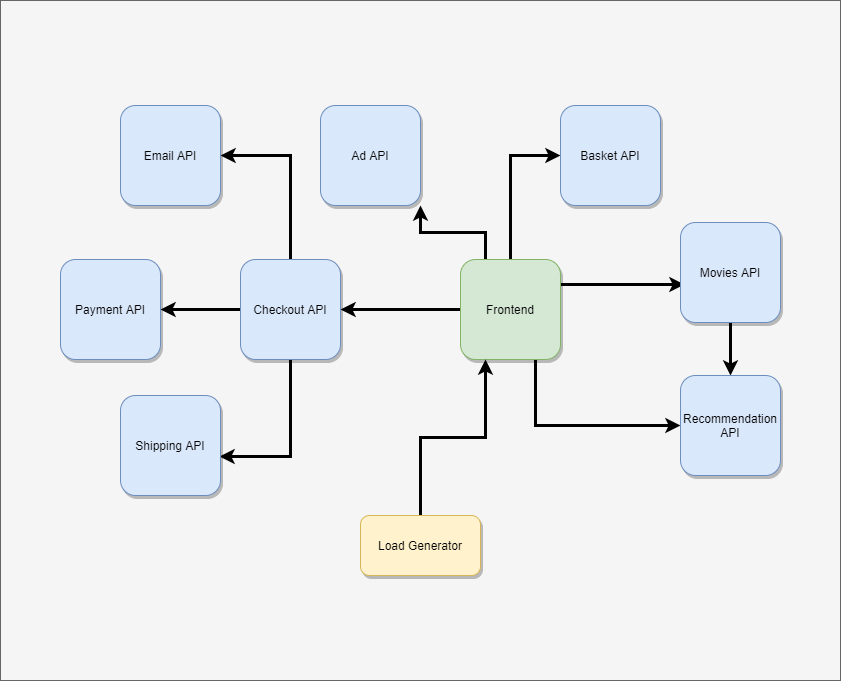 Email API
Ad API
Basket API
Movies API
Payment API
Checkout API
Frontend
Recommendation
API
Shipping API
Load Generator